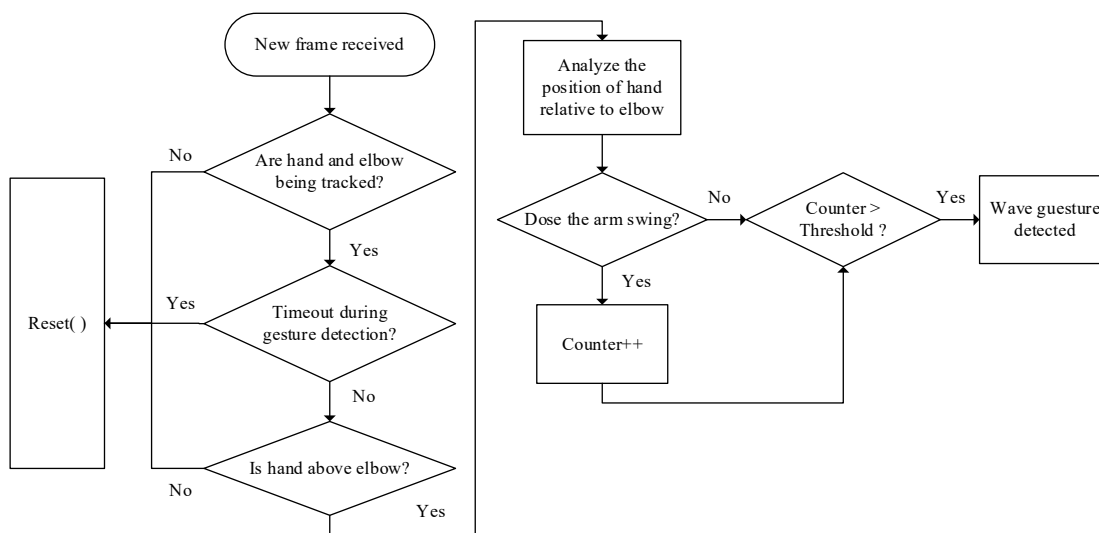 New frame received
Are hand and elbow
being tracked?
No
Yes
Timeout during
gesture detection?
Yes
No
Reset( )
Is hand above elbow?
No
Yes
Analyze the
position of hand
relative to elbow
Dose the arm swing?
No
Yes
Counter++
Counter >
Threshold ?
Yes
Wave guesture
detected